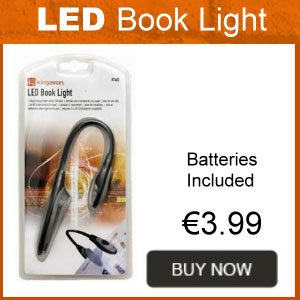 LED Book Light
kingavon
LED Book Light
Batteries
Included
€3.99
BUY NOW